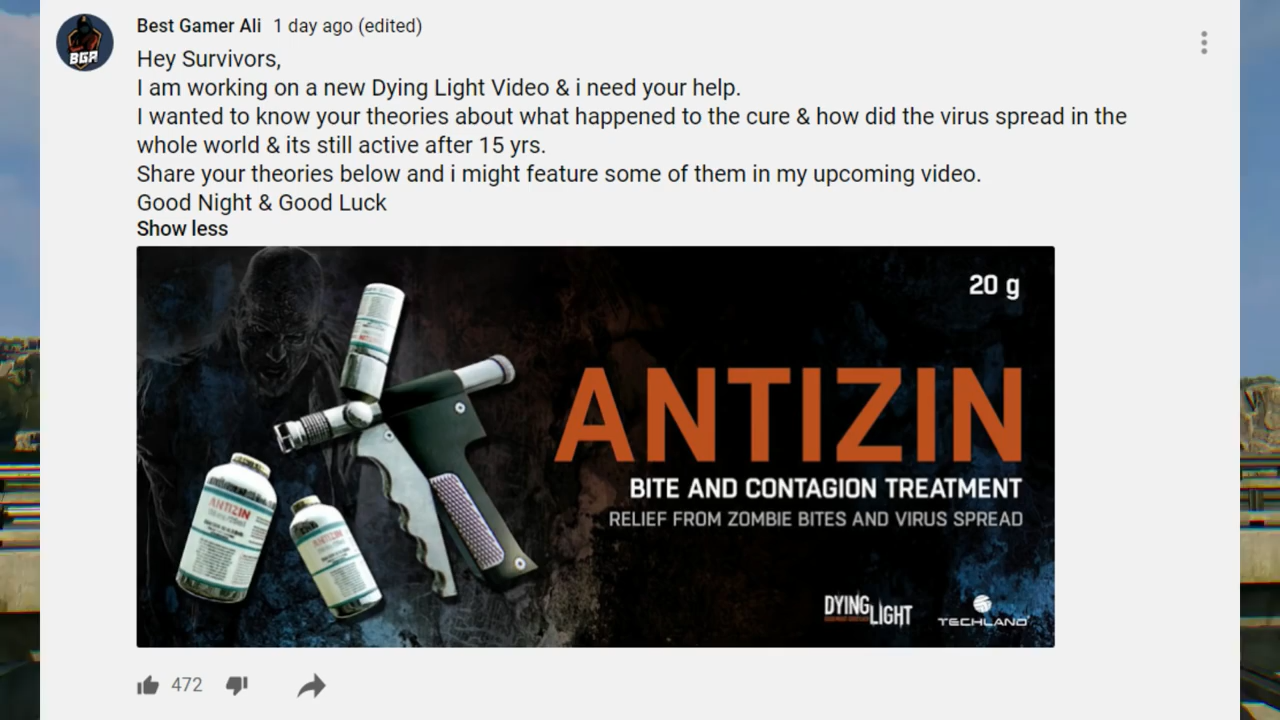 Best Gamer Ali 1 day ago (edited)
BGA
Hey Survivors,
I am working on a new Dying Light Video & i need your help.
I wanted to know your theories about what happened to the cure & how did the virus spread in the
whole world & its still active after 15 yrs.
Share your theories below and i might feature some of them in my upcoming video.
Good Night & Good Luck
Show less
20 g
ANTIZIN
BITE AND CONTAGION TREATMENT
RELIEF FROM ZOMBIE BITES AND VIRUS SPREAD
ANTIZIN
ANTIZIN
DYING LIGHT
TECHLAND
472